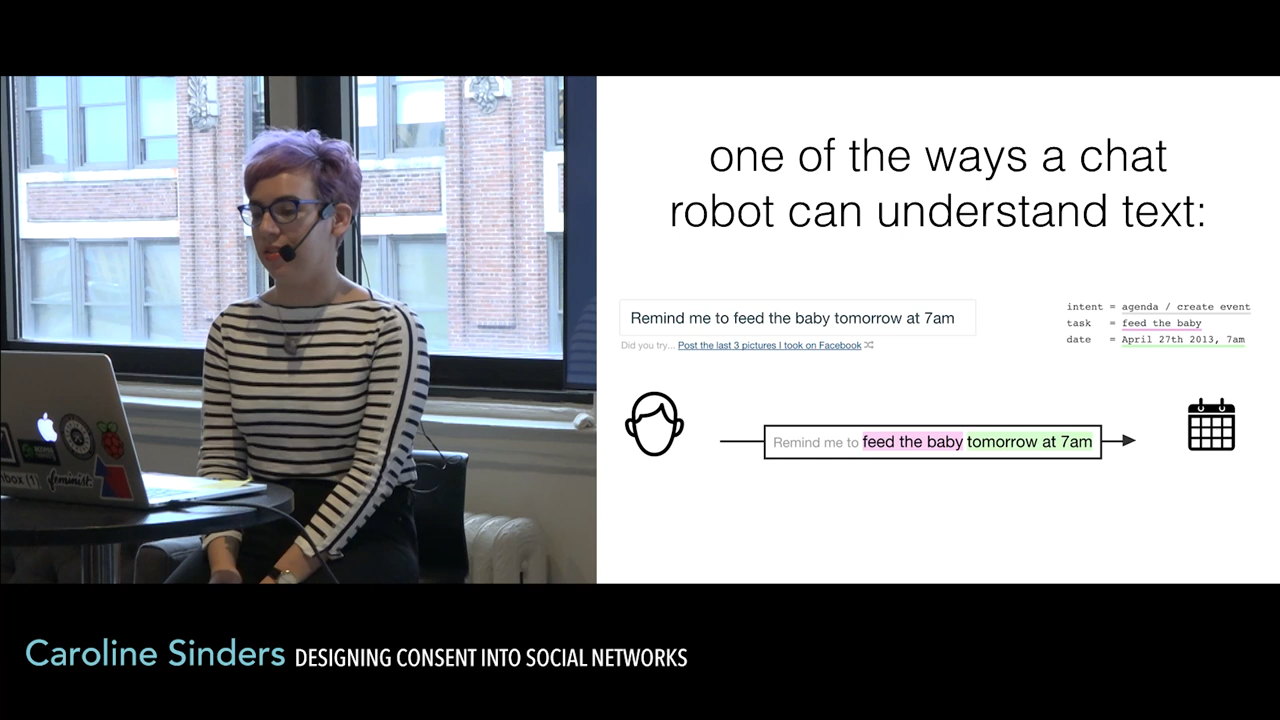 one of the ways a chat
robot can understand text:
Remind me to feed the baby tomorrow at 7am
Did you try... Post the last 3 pictures I took on Facebook
intent = agenda / create event
task = feed the baby
date = April 27th 2013, 7am
Remind me to feed the baby tomorrow at 7am
nbox (1)
feminist.
Caroline Sinders DESIGNING CONSENT INTO SOCIAL NETWORKS